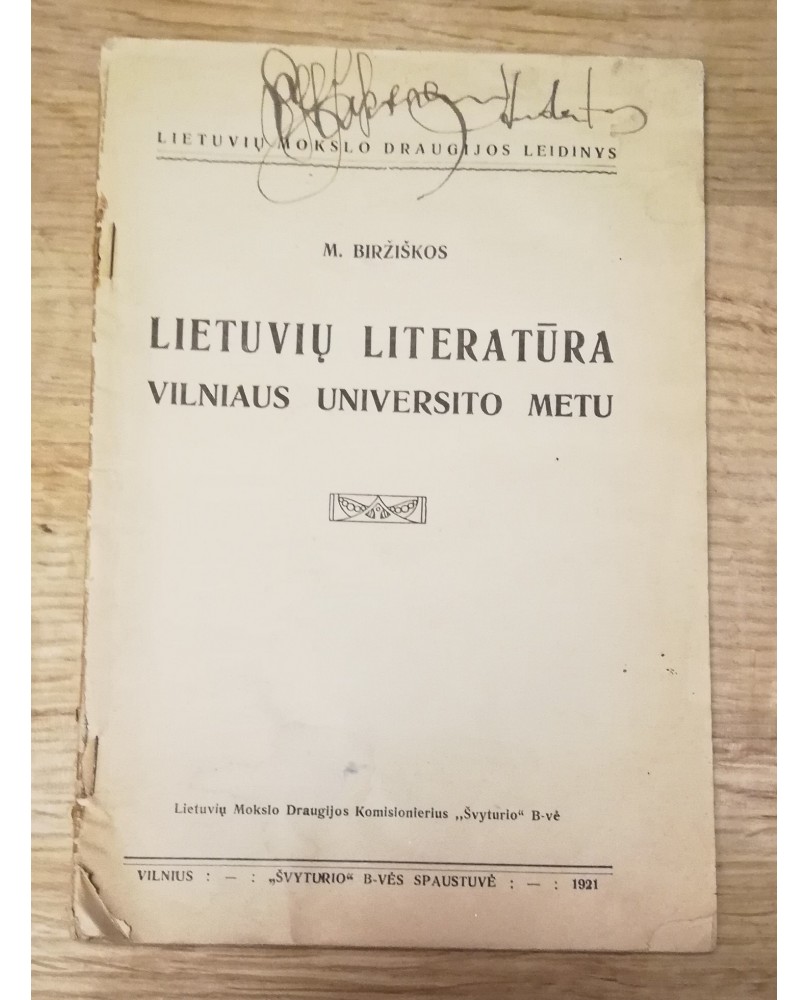 LIETUVIŲ MOKSLO DRAUGIJOS LEIDINYS
M. BIRŽIŠKOS
LIETUVIŲ LITERATŪRA
VILNIAUS UNIVERSITO METU
Lietuvių Mokslo Draugijos Komisionierius „Švyturio“ B-vė
VILNIUS : — : „ŠVYTURIO“ B-VĖS SPAUSTUVĖ : — : 1921